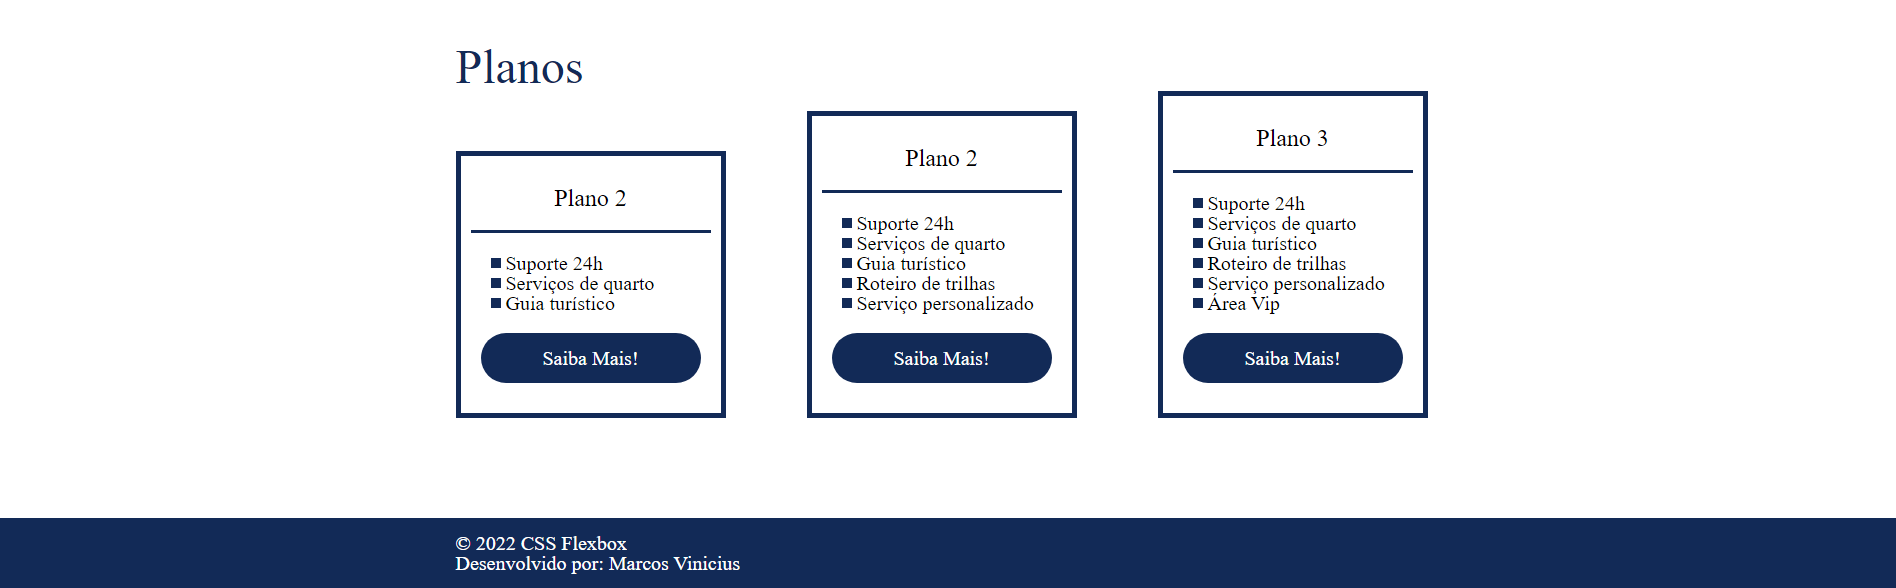 Planos
Plano 2
Suporte 24h
Serviços de quarto
Guia turístico
Saiba Mais!
Plano 2
Suporte 24h
Serviços de quarto
Guia turístico
Roteiro de trilhas
Serviço personalizado
Saiba Mais!
Plano 3
Suporte 24h
Serviços de quarto
Guia turístico
Roteiro de trilhas
Serviço personalizado
Área Vip
Saiba Mais!
© 2022 CSS Flexbox
Desenvolvido por: Marcos Vinicius